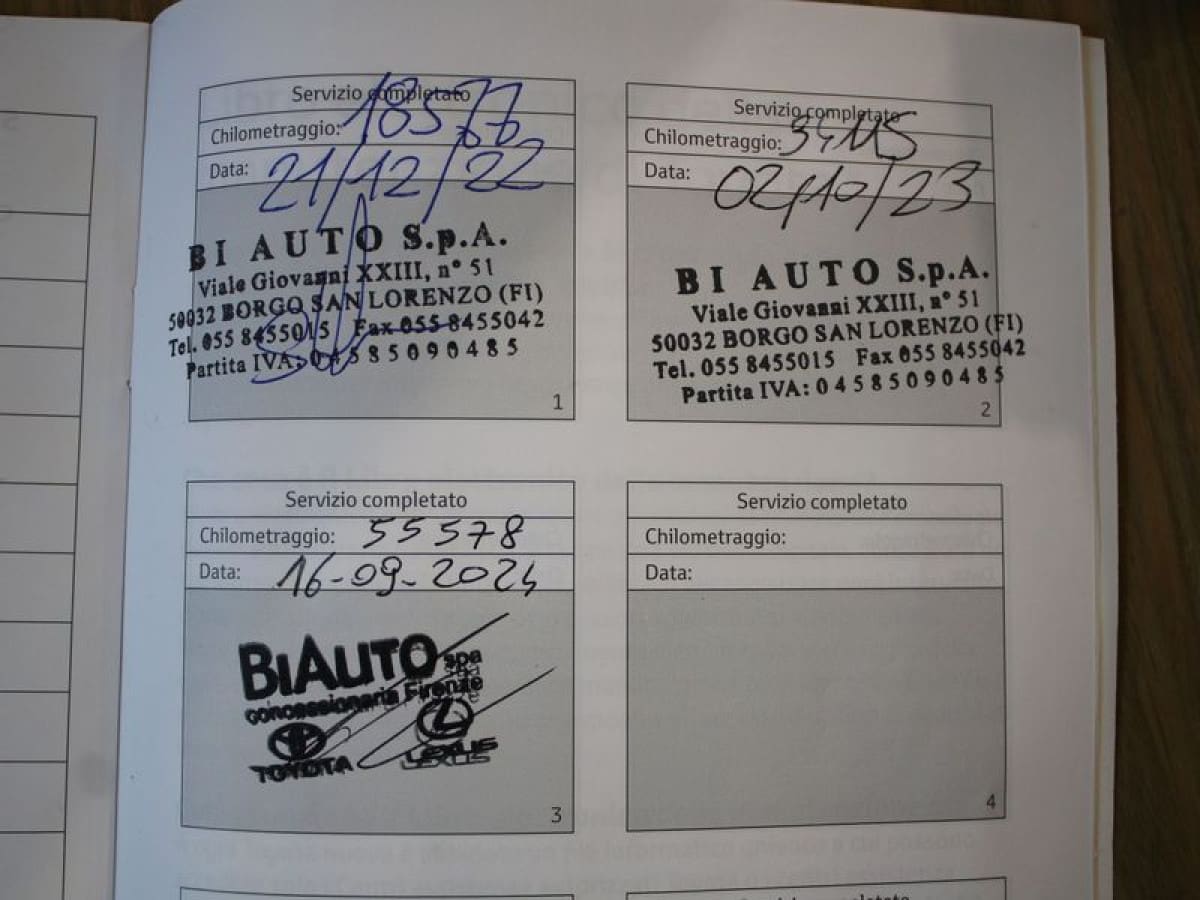 Servizio completato
Chilometraggio: 18577
Data: 21/12/22
BI AUTO S.p.A.
Viale Giovanni XXIII, n° 51
50032 BORGO SAN LORENZO (FI)
Tel. 055 8455015 Fax 055 8455042
Partita IVA: 04585090485
1
Servizio completato
Chilometraggio: 34115
Data: 02/10/23
BI AUTO S.p.A.
Viale Giovanni XXIII, n° 51
50032 BORGO SAN LORENZO (FI)
Tel. 055 8455015 Fax 055 8455042
Partita IVA: 04585090485
2
Servizio completato
Chilometraggio: 55578
Data: 16-09-2024
BIAUTO spa
concessionaria Firenze
TOYOTA LEXUS
3
Servizio completato
Chilometraggio:
Data:
4